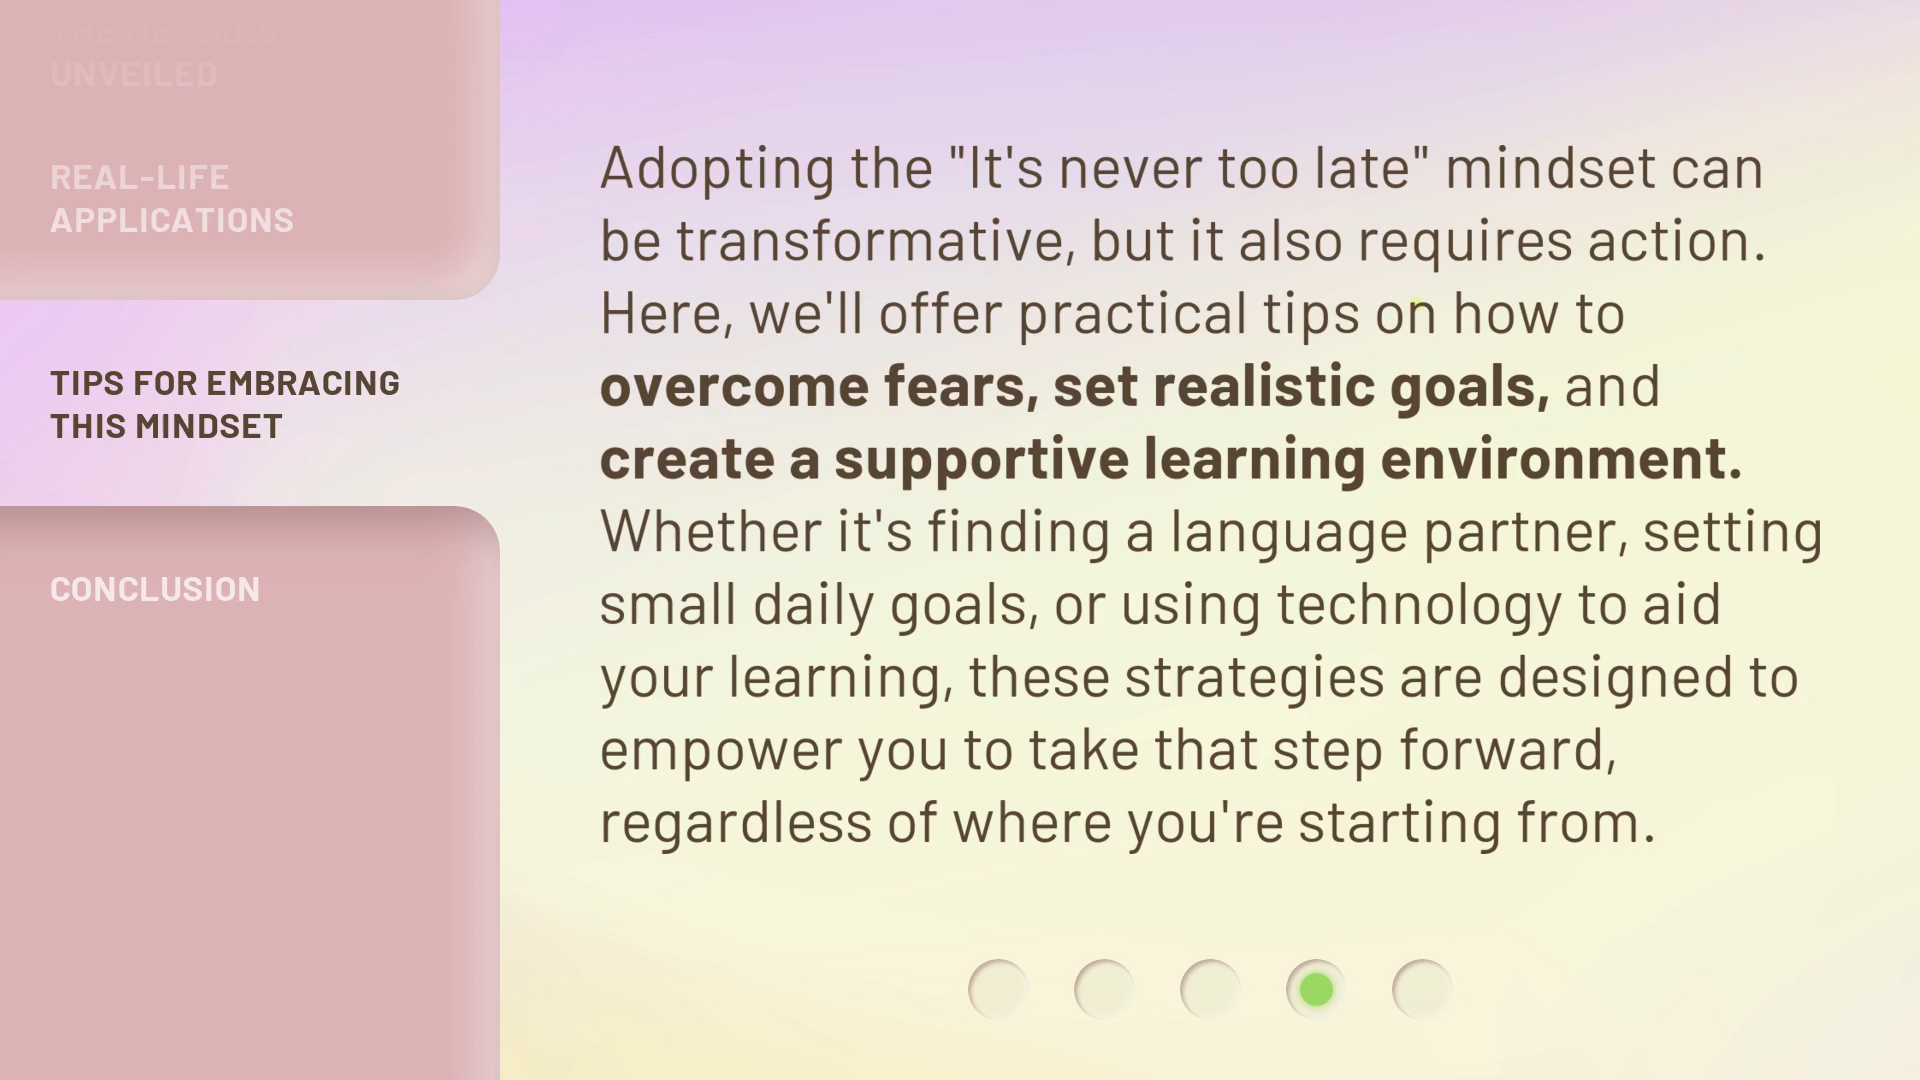 THE MEANING
UNVEILED
REAL-LIFE
APPLICATIONS
TIPS FOR EMBRACING
THIS MINDSET
CONCLUSION
Adopting the "It's never too late" mindset can
be transformative, but it also requires action.
Here, we'll offer practical tips on how to
overcome fears, set realistic goals, and
create a supportive learning environment.
Whether it's finding a language partner, setting
small daily goals, or using technology to aid
your learning, these strategies are designed to
empower you to take that step forward,
regardless of where you're starting from.